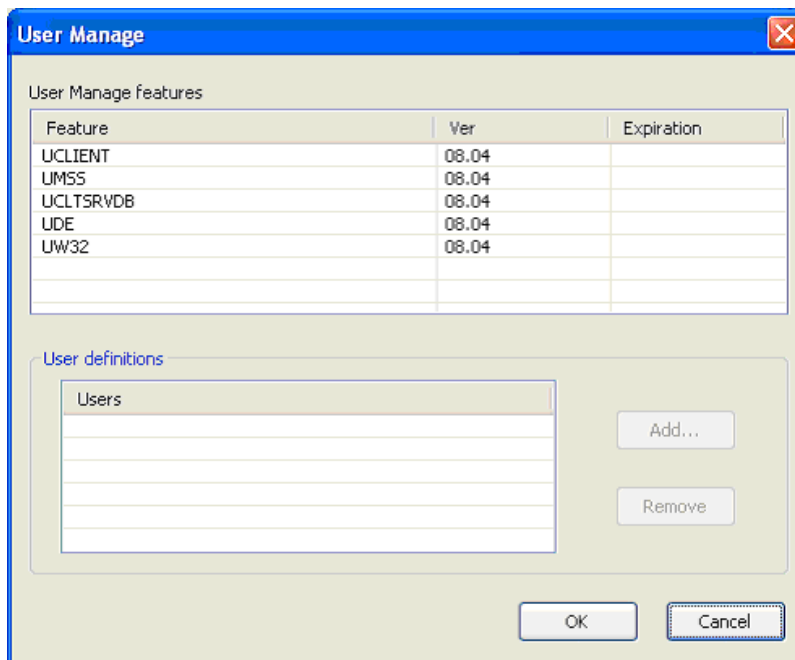 User Manage
User Manage features
Feature Ver Expiration
UCLIENT 08.04
UMSS 08.04
UCLTSRVDB 08.04
UDE 08.04
UW32 08.04
User definitions
Users
Add...
Remove
OK Cancel